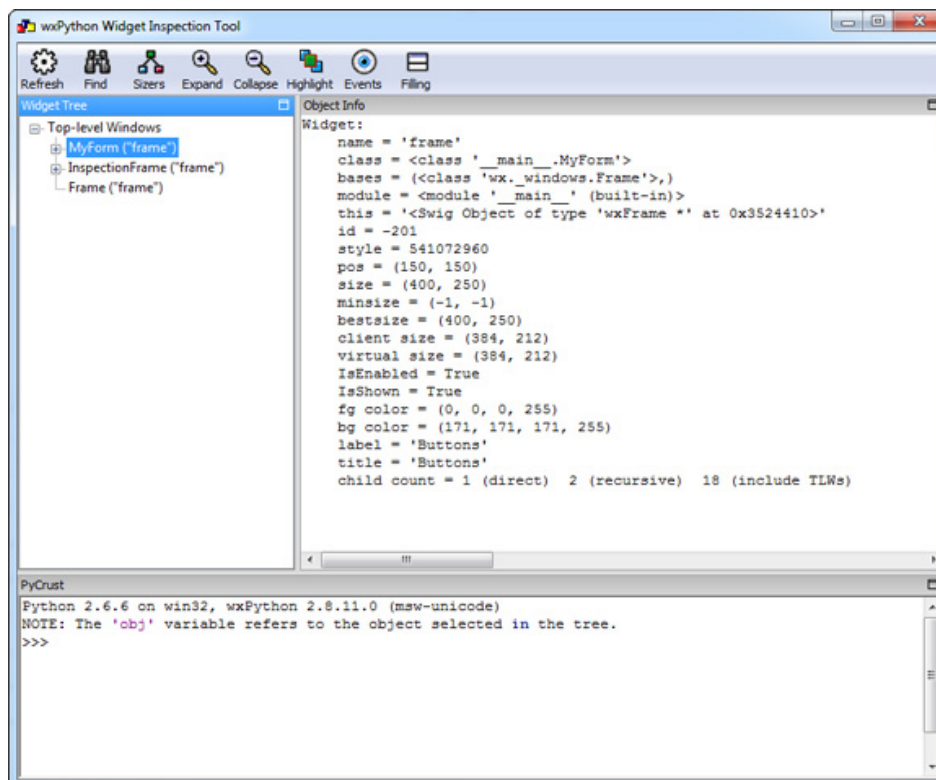 wxPython Widget Inspection Tool
Refresh Find Sizers Expand Collapse Highlight Events Filling
Widget Tree
Top-level Windows
MyForm ("frame")
InspectionFrame ("frame")
Frame ("frame")
Object Info
Widget:
name = 'frame'
class = <class '__main__.MyForm'>
bases = (<class 'wx._windows.Frame'>,)
module = <module '__main__' (built-in)>
this = '<Swig Object of type 'wxFrame *' at 0x3524410>'
id = -201
style = 541072960
pos = (150, 150)
size = (400, 250)
minsize = (-1, -1)
bestsize = (400, 250)
client size = (384, 212)
virtual size = (384, 212)
IsEnabled = True
IsShown = True
fg color = (0, 0, 0, 255)
bg color = (171, 171, 171, 255)
label = 'Buttons'
title = 'Buttons'
child count = 1 (direct)  2 (recursive)  18 (include TLWs)
PyCrust
Python 2.6.6 on win32, wxPython 2.8.11.0 (msw-unicode)
NOTE: The 'obj' variable refers to the object selected in the tree.
>>>